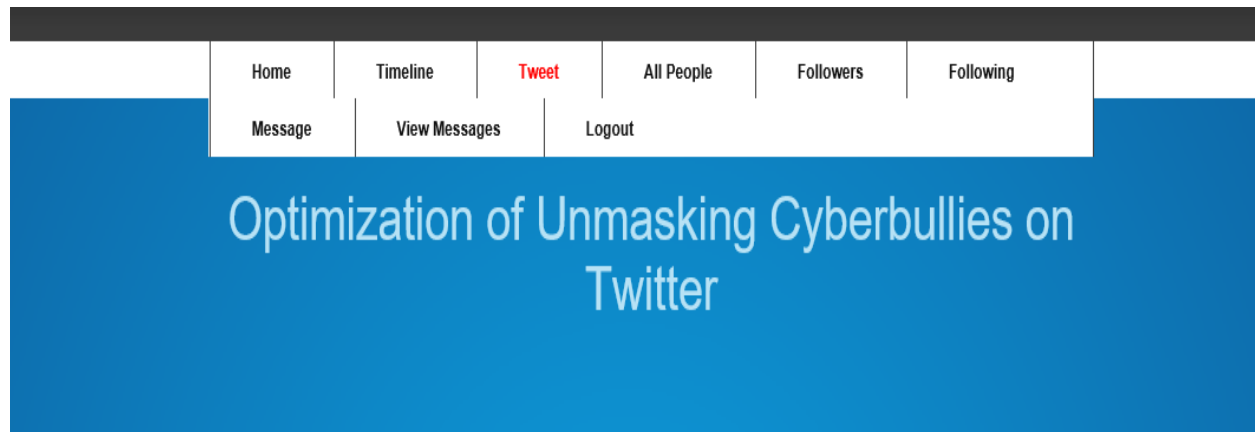 Home Timeline Tweet All People Followers Following
Message View Messages Logout
Optimization of Unmasking Cyberbullies on
Twitter